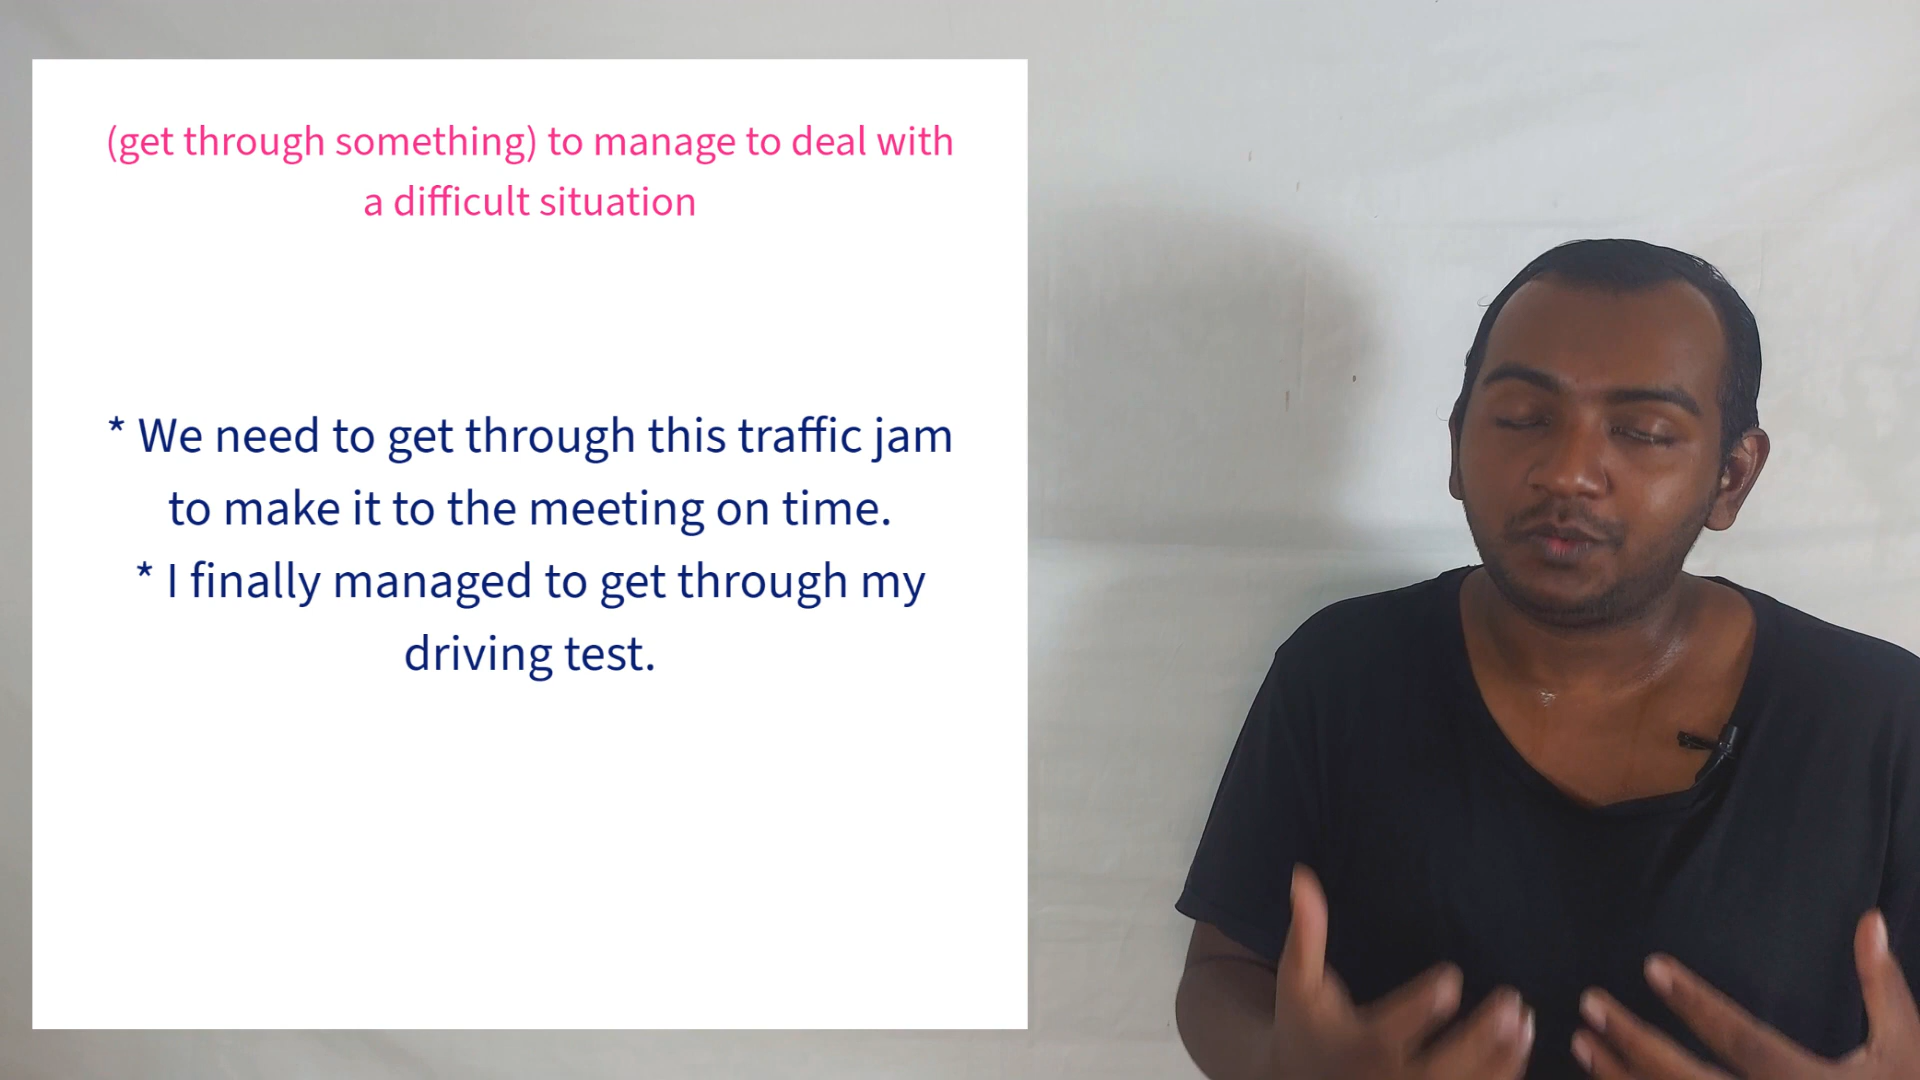 (get through something) to manage to deal with
a difficult situation
* We need to get through this traffic jam
to make it to the meeting on time.
* I finally managed to get through my
driving test.